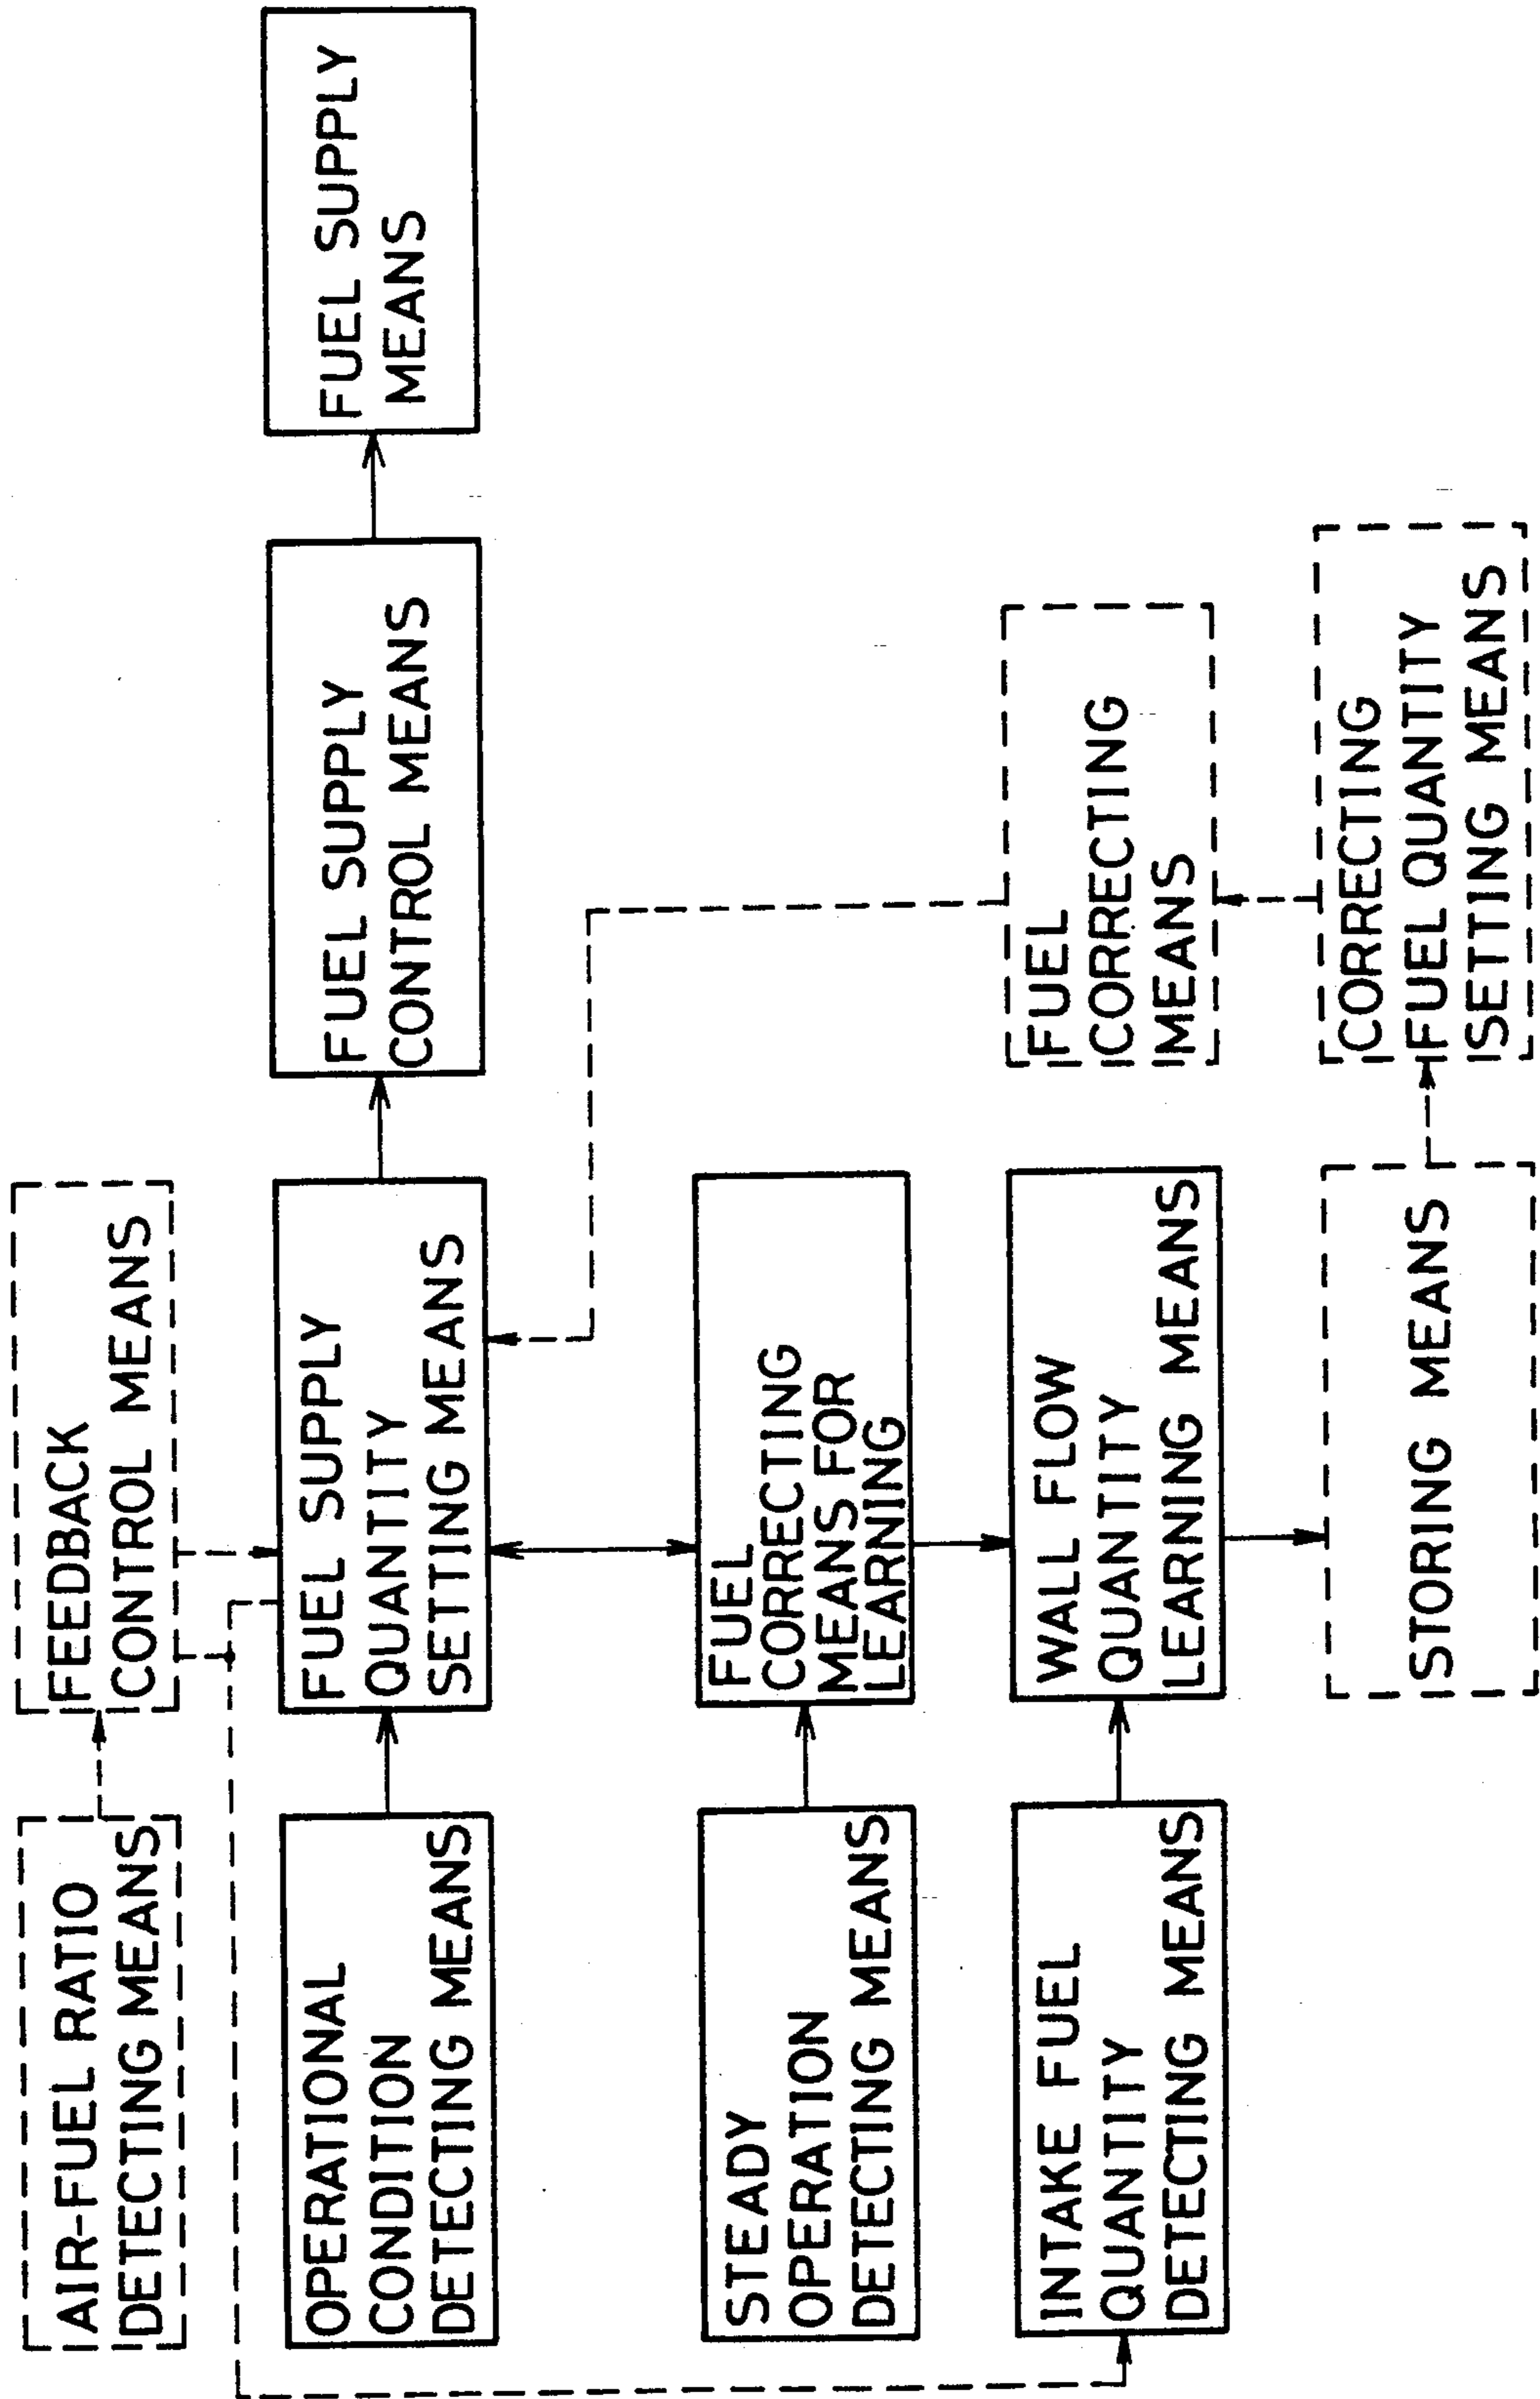 AIR-FUEL RATIO
DETECTING MEANS
FEEDBACK
CONTROL MEANS
OPERATIONAL
CONDITION
DETECTING MEANS
FUEL SUPPLY
QUANTITY
SETTING MEANS
FUEL SUPPLY
CONTROL MEANS
FUEL SUPPLY
MEANS
STEADY
OPERATION
DETECTING MEANS
FUEL
CORRECTING
MEANS FOR
LEARNING
INTAKE FUEL
QUANTITY
DETECTING MEANS
WALL FLOW
QUANTITY
LEARNING MEANS
FUEL
CORRECTING
MEANS
STORING MEANS
CORRECTING
FUEL QUANTITY
SETTING MEANS